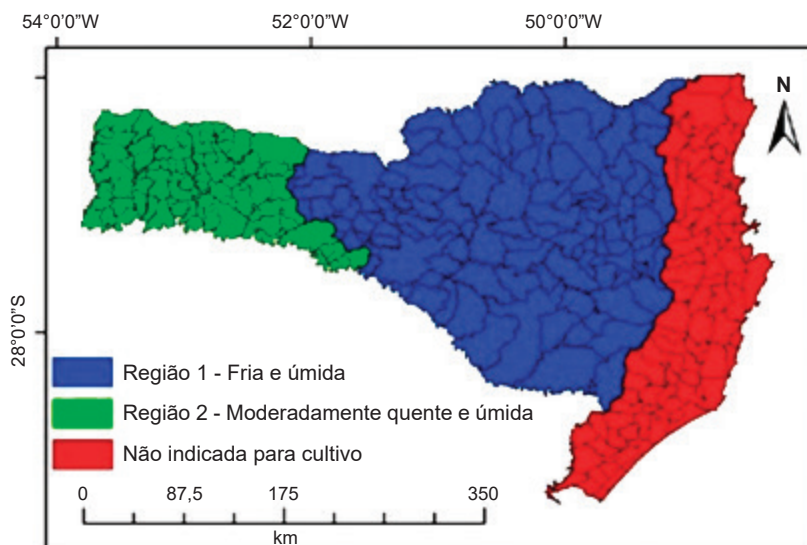 54°0'0"W 52°0'0"W 50°0'0"W
N
28°0'0"S
Região 1 - Fria e úmida
Região 2 - Moderadamente quente e úmida
Não indicada para cultivo
0 87,5 175 350
km